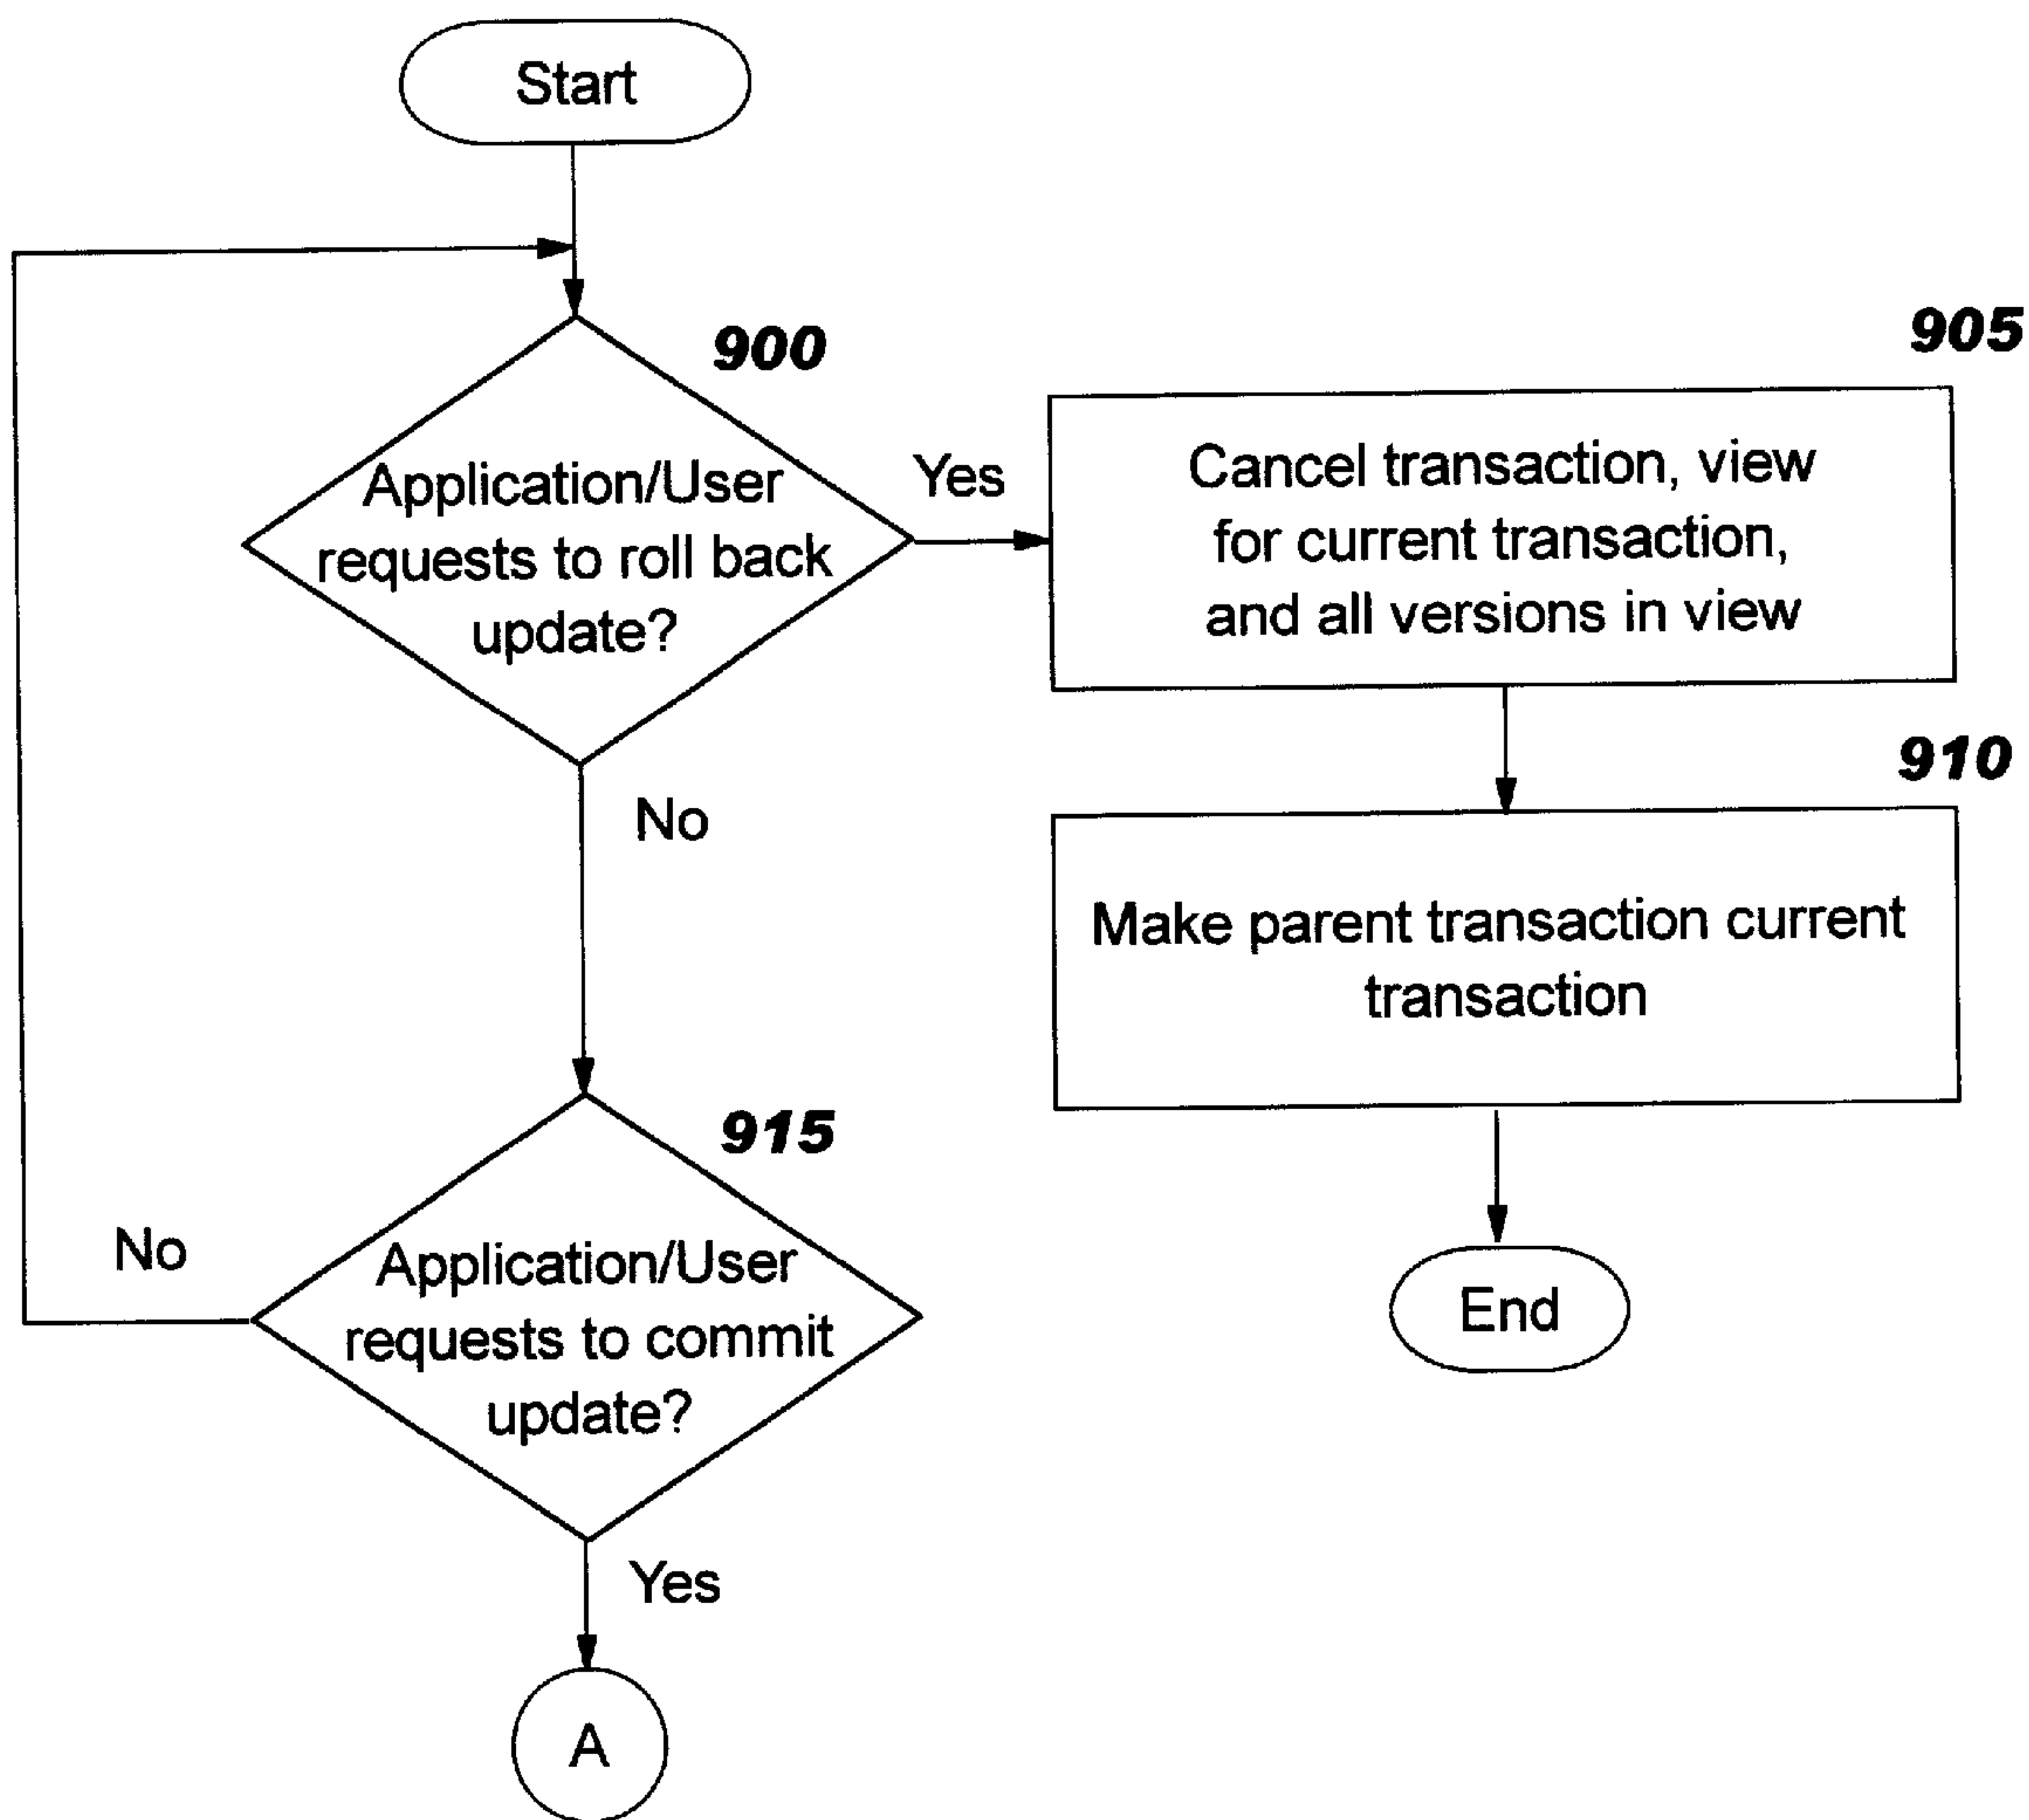 Start
900
Application/User
requests to roll back
update?
Yes
905
Cancel transaction, view
for current transaction,
and all versions in view
No
910
Make parent transaction current
transaction
End
915
Application/User
requests to commit
update?
No
Yes
A